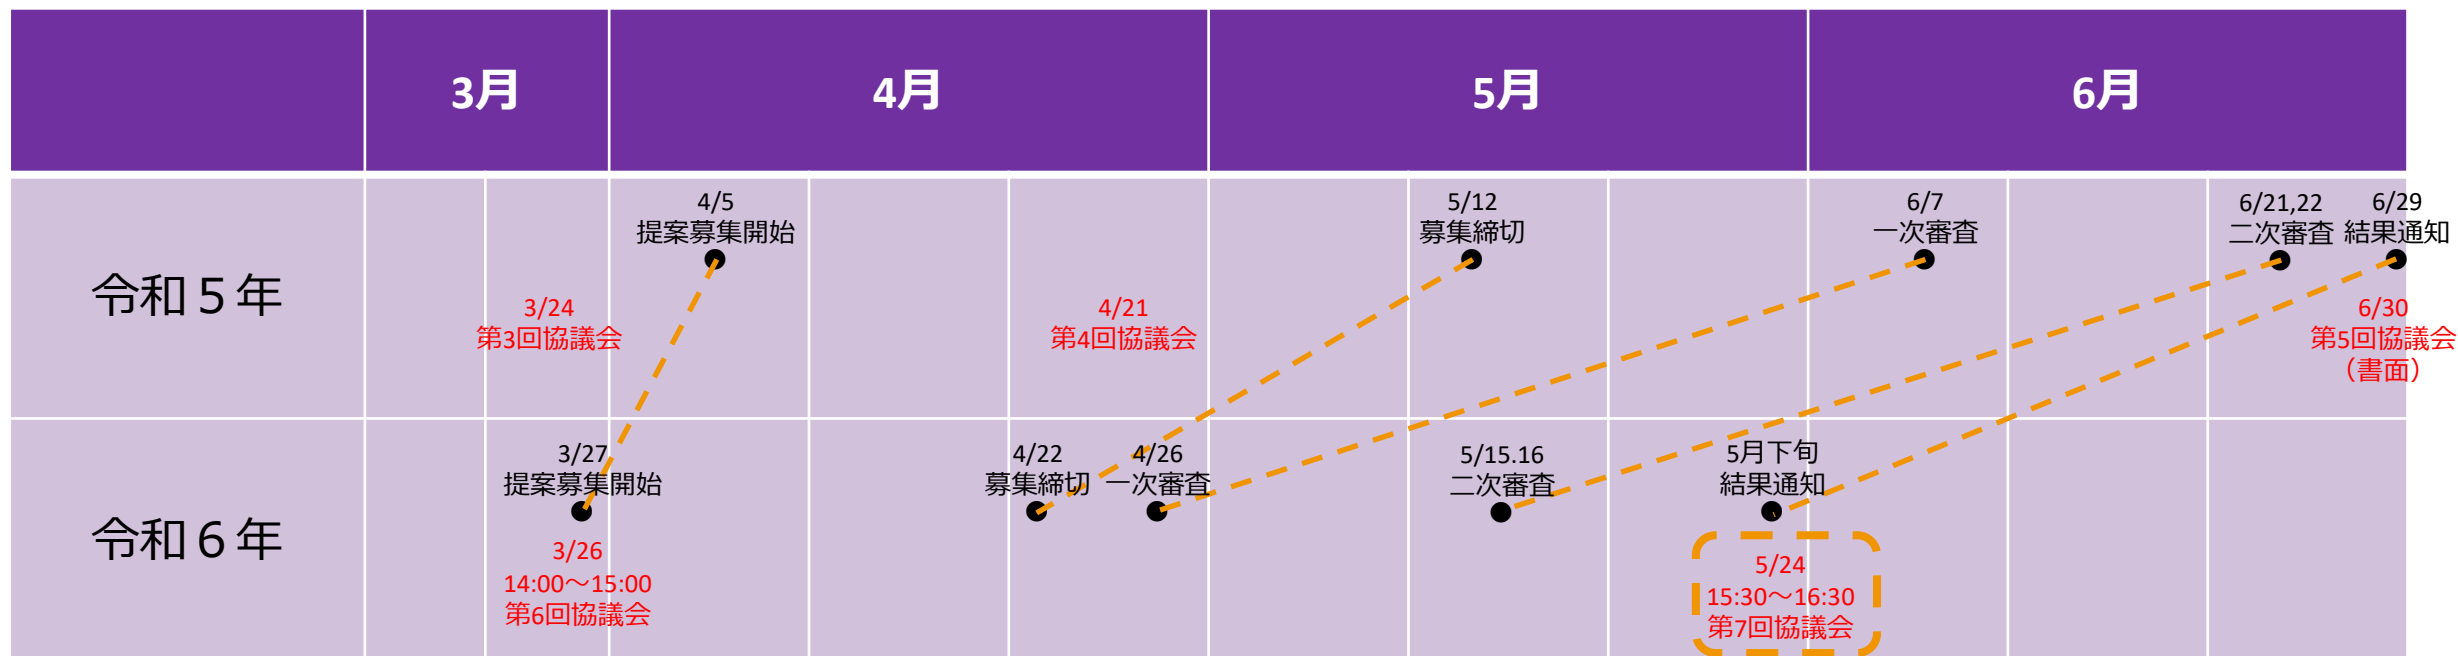 3月
4月
5月
6月
令和５年
4/5
提案募集開始
5/12
募集締切
6/7
一次審査
6/21,22
二次審査
6/29
結果通知
3/24
第3回協議会
4/21
第4回協議会
6/30
第5回協議会
（書面）
令和６年
3/27
提案募集開始
4/22
募集締切
4/26
一次審査
5/15.16
二次審査
5月下旬
結果通知
3/26
14:00～15:00
第6回協議会
5/24
15:30～16:30
第7回協議会